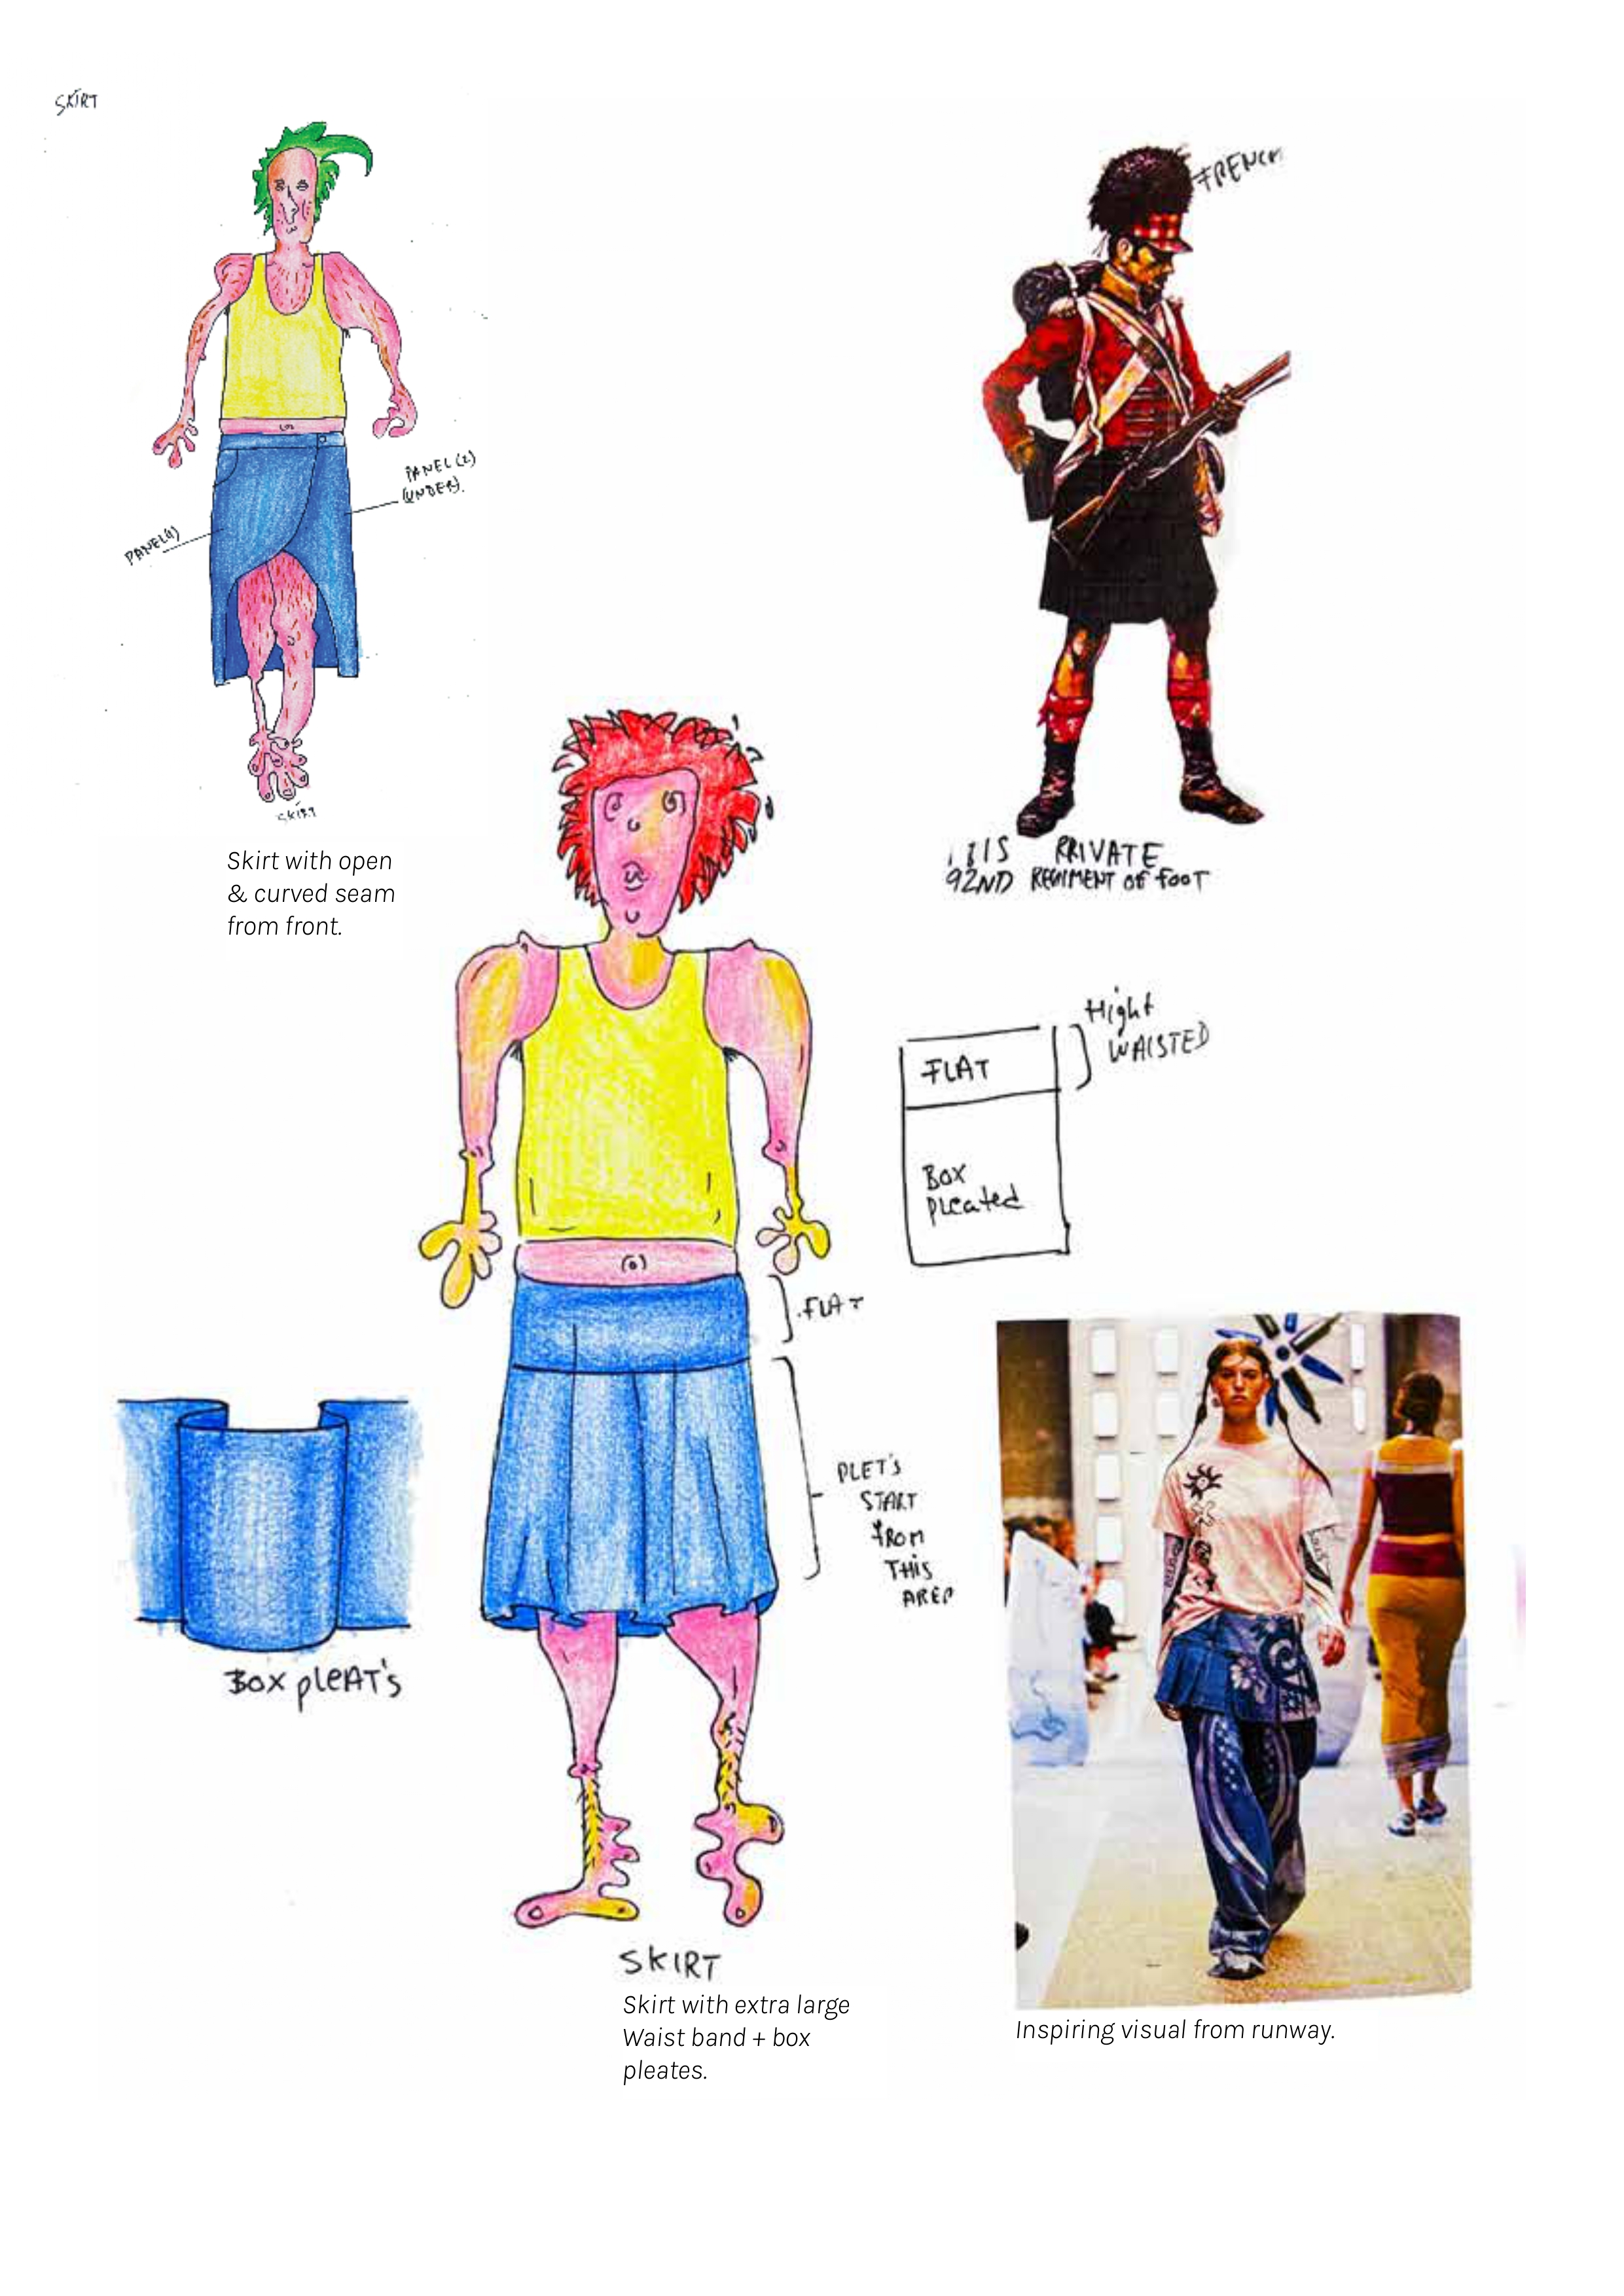 SKIRT
FRENCH
PANEL(2)
(UNDER).
PANEL(1)
SKIRT
Skirt with open
& curved seam
from front.
PRIVATE
92ND REGIMENT OF FOOT
Hight
WAISTED
FLAT
BOX
PLeated
FLAT
PLET'S
START
FROM
THIS
AREA
BOX pLEAT'S
SKIRT
Skirt with extra large
Waist band + box
pleates.
Inspiring visual from runway.